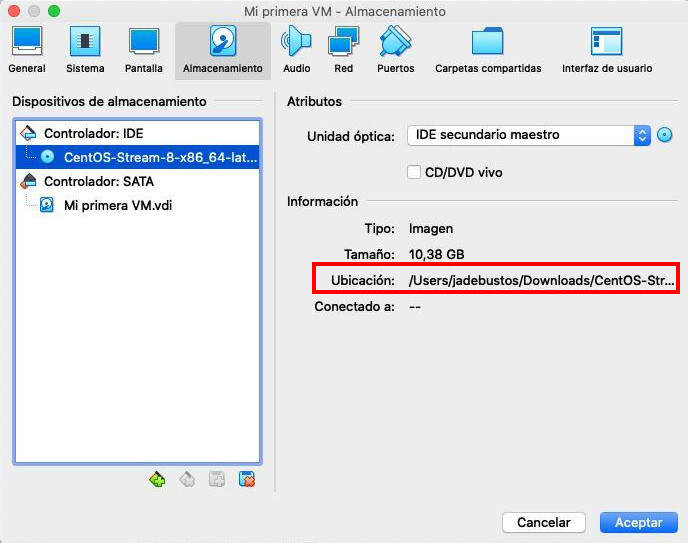 Mi primera VM - Almacenamiento
General Sistema Pantalla Almacenamiento Audio Red Puertos Carpetas compartidas Interfaz de usuario
Dispositivos de almacenamiento
Controlador: IDE
CentOS-Stream-8-x86_64-lat...
Controlador: SATA
Mi primera VM.vdi
Atributos
Unidad óptica: IDE secundario maestro
CD/DVD vivo
Información
Tipo: Imagen
Tamaño: 10,38 GB
Ubicación: /Users/jadebustos/Downloads/CentOS-Str...
Conectado a: --
Cancelar Aceptar